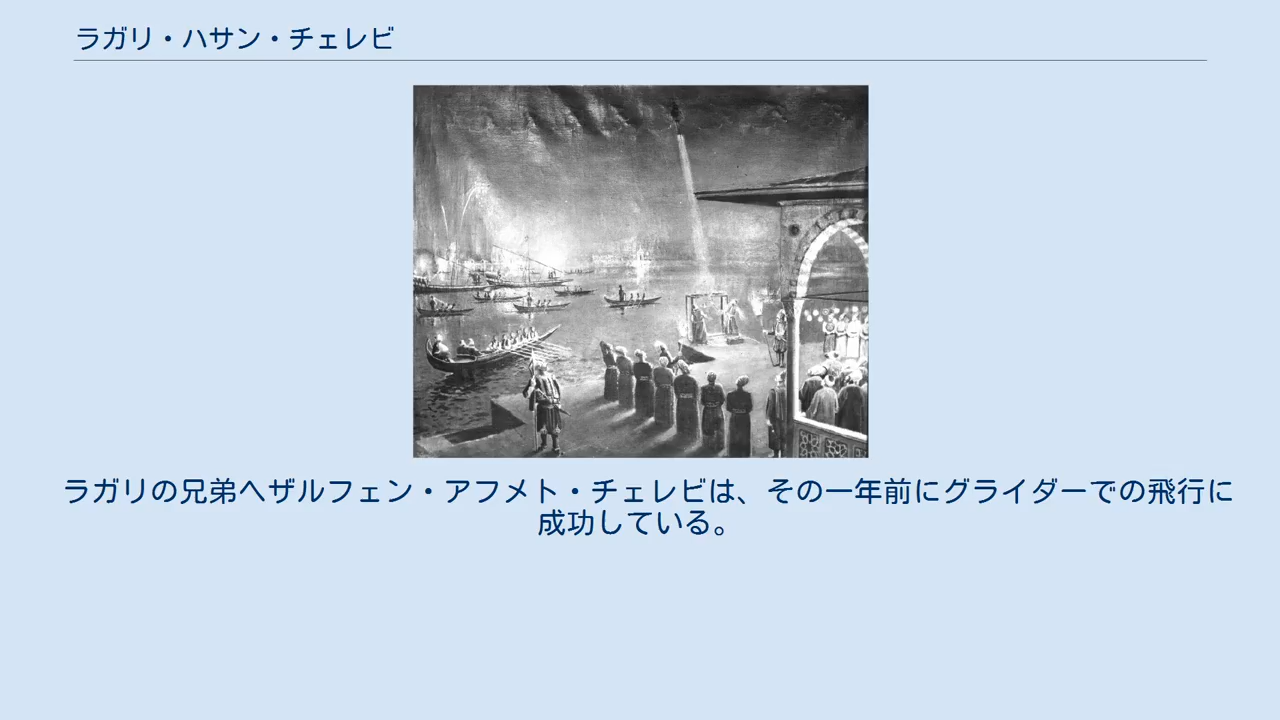 ラガリ・ハサン・チェレビ
ラガリの兄弟ヘザルフェン・アフメト・チェレビは、その一年前にグライダーでの飛行に
成功している。